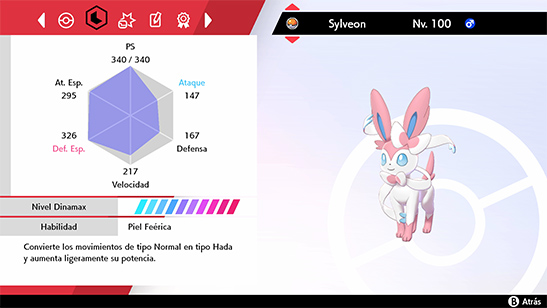 Sylveon Nv. 100 ♂
PS
340 / 340
At. Esp. Ataque
295 147
326 167
Def. Esp. Defensa
217
Velocidad
Nivel Dinamax
Habilidad Piel Feérica
Convierte los movimientos de tipo Normal en tipo Hada
y aumenta ligeramente su potencia.
B Atrás